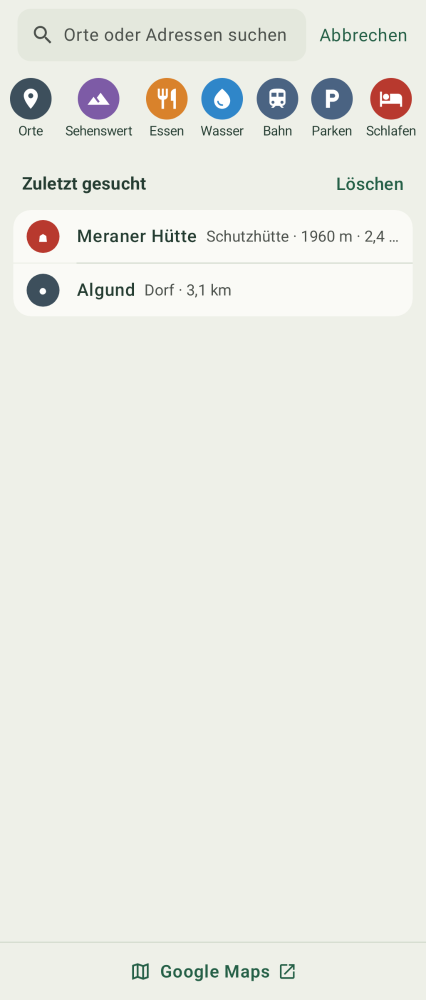 Orte oder Adressen suchen Abbrechen
Orte Sehenswert Essen Wasser Bahn Parken Schlafen
Zuletzt gesucht Löschen
Meraner Hütte Schutzhütte · 1960 m · 2,4 ...
Algund Dorf · 3,1 km
Google Maps